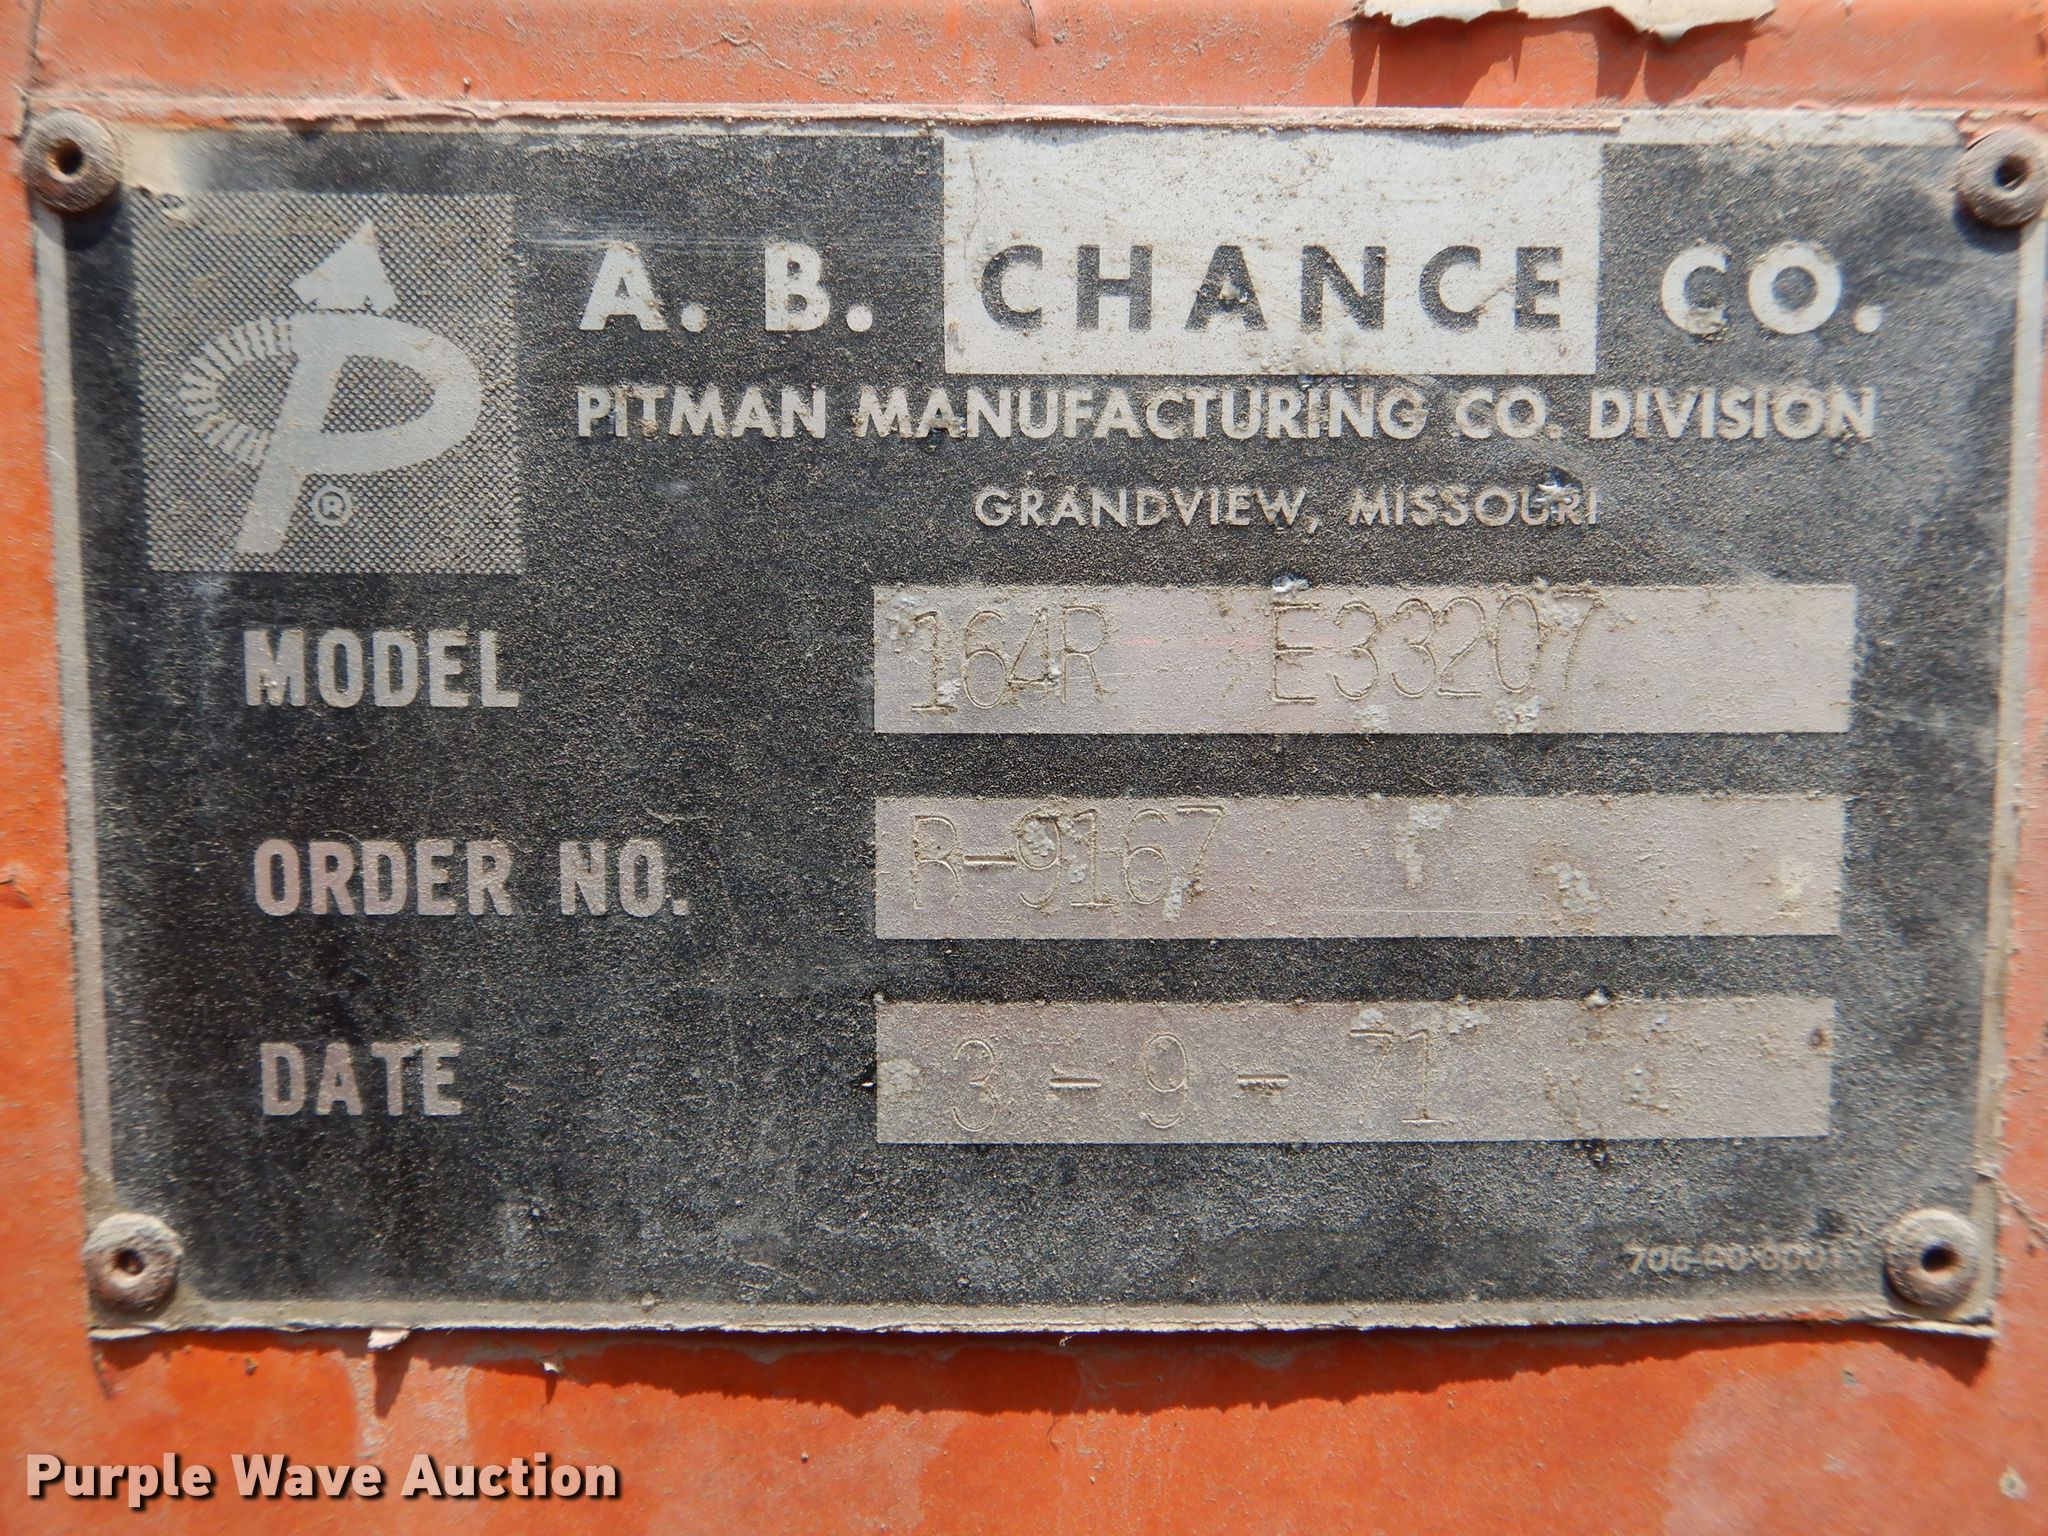 A. B. CHANCE CO.
PITMAN MANUFACTURING CO. DIVISION
GRANDVIEW, MISSOURI
P ®
MODEL 164R E33207
ORDER NO. R-9167
DATE 3-9-71
Purple Wave Auction